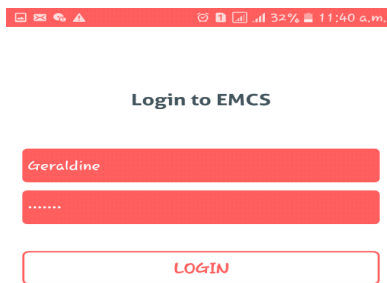 32% 11:40 a.m.
Login to EMCS
Geraldine
.......
LOGIN